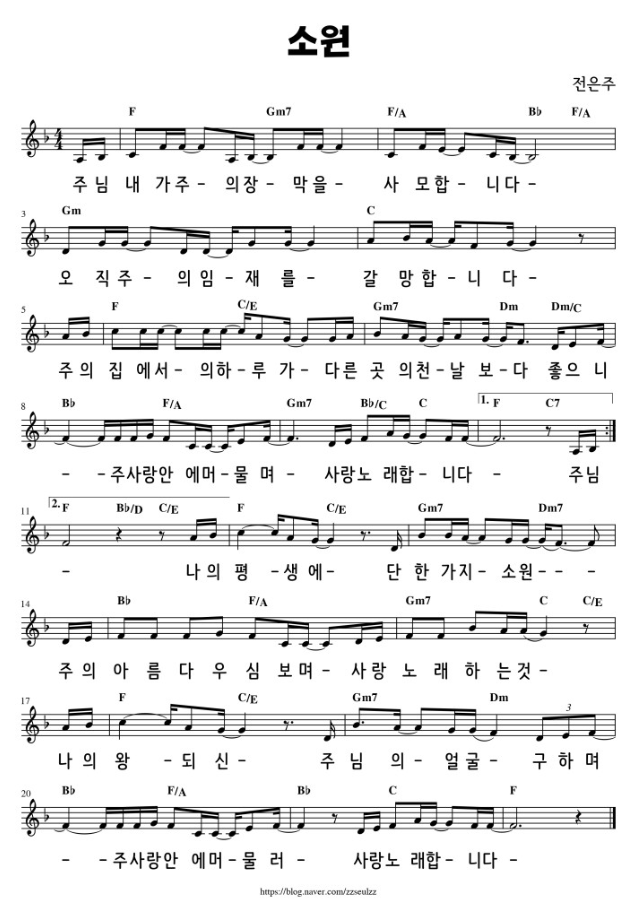 소원
전은주
F Gm7 F/A B♭ F/A
4 4
주 님 내 가 주 - 의 장 - 막 을 - 사 모 합 - 니 다 -
3 Gm C
오 직 주 - 의 임 - 재 를 - 갈 망 합 - 니 다 -
5 F C/E Gm7 Dm Dm/C
주 의 집 에서 - 의하 - 루 가 - 다른 곳 의천 - 날 보 - 다 좋으 니
8 B♭ F/A Gm7 B♭/C C 1. F C7
- - 주사랑안 에머 - 물 며 - 사랑노 래합 - 니다 - 주님
11 2. F B♭/D C/E F C/E Gm7 Dm7
- 나 의 평 - 생 에 - 단 한 가지 - 소원 - - -
14 B♭ F/A Gm7 C C/E
주 의 아 름 다 우 심 보 며 - 사 랑 노 래 하 는 것 -
17 F C/E Gm7 Dm 3
나 의 왕 - 되 신 - 주 님 의 - 얼굴 - 구 하 며
20 B♭ F/A B♭ C F
- - 주사랑안 에머 - 물 러 - 사랑노 래합 - 니다 -
https://blog.naver.com/zzseulzz